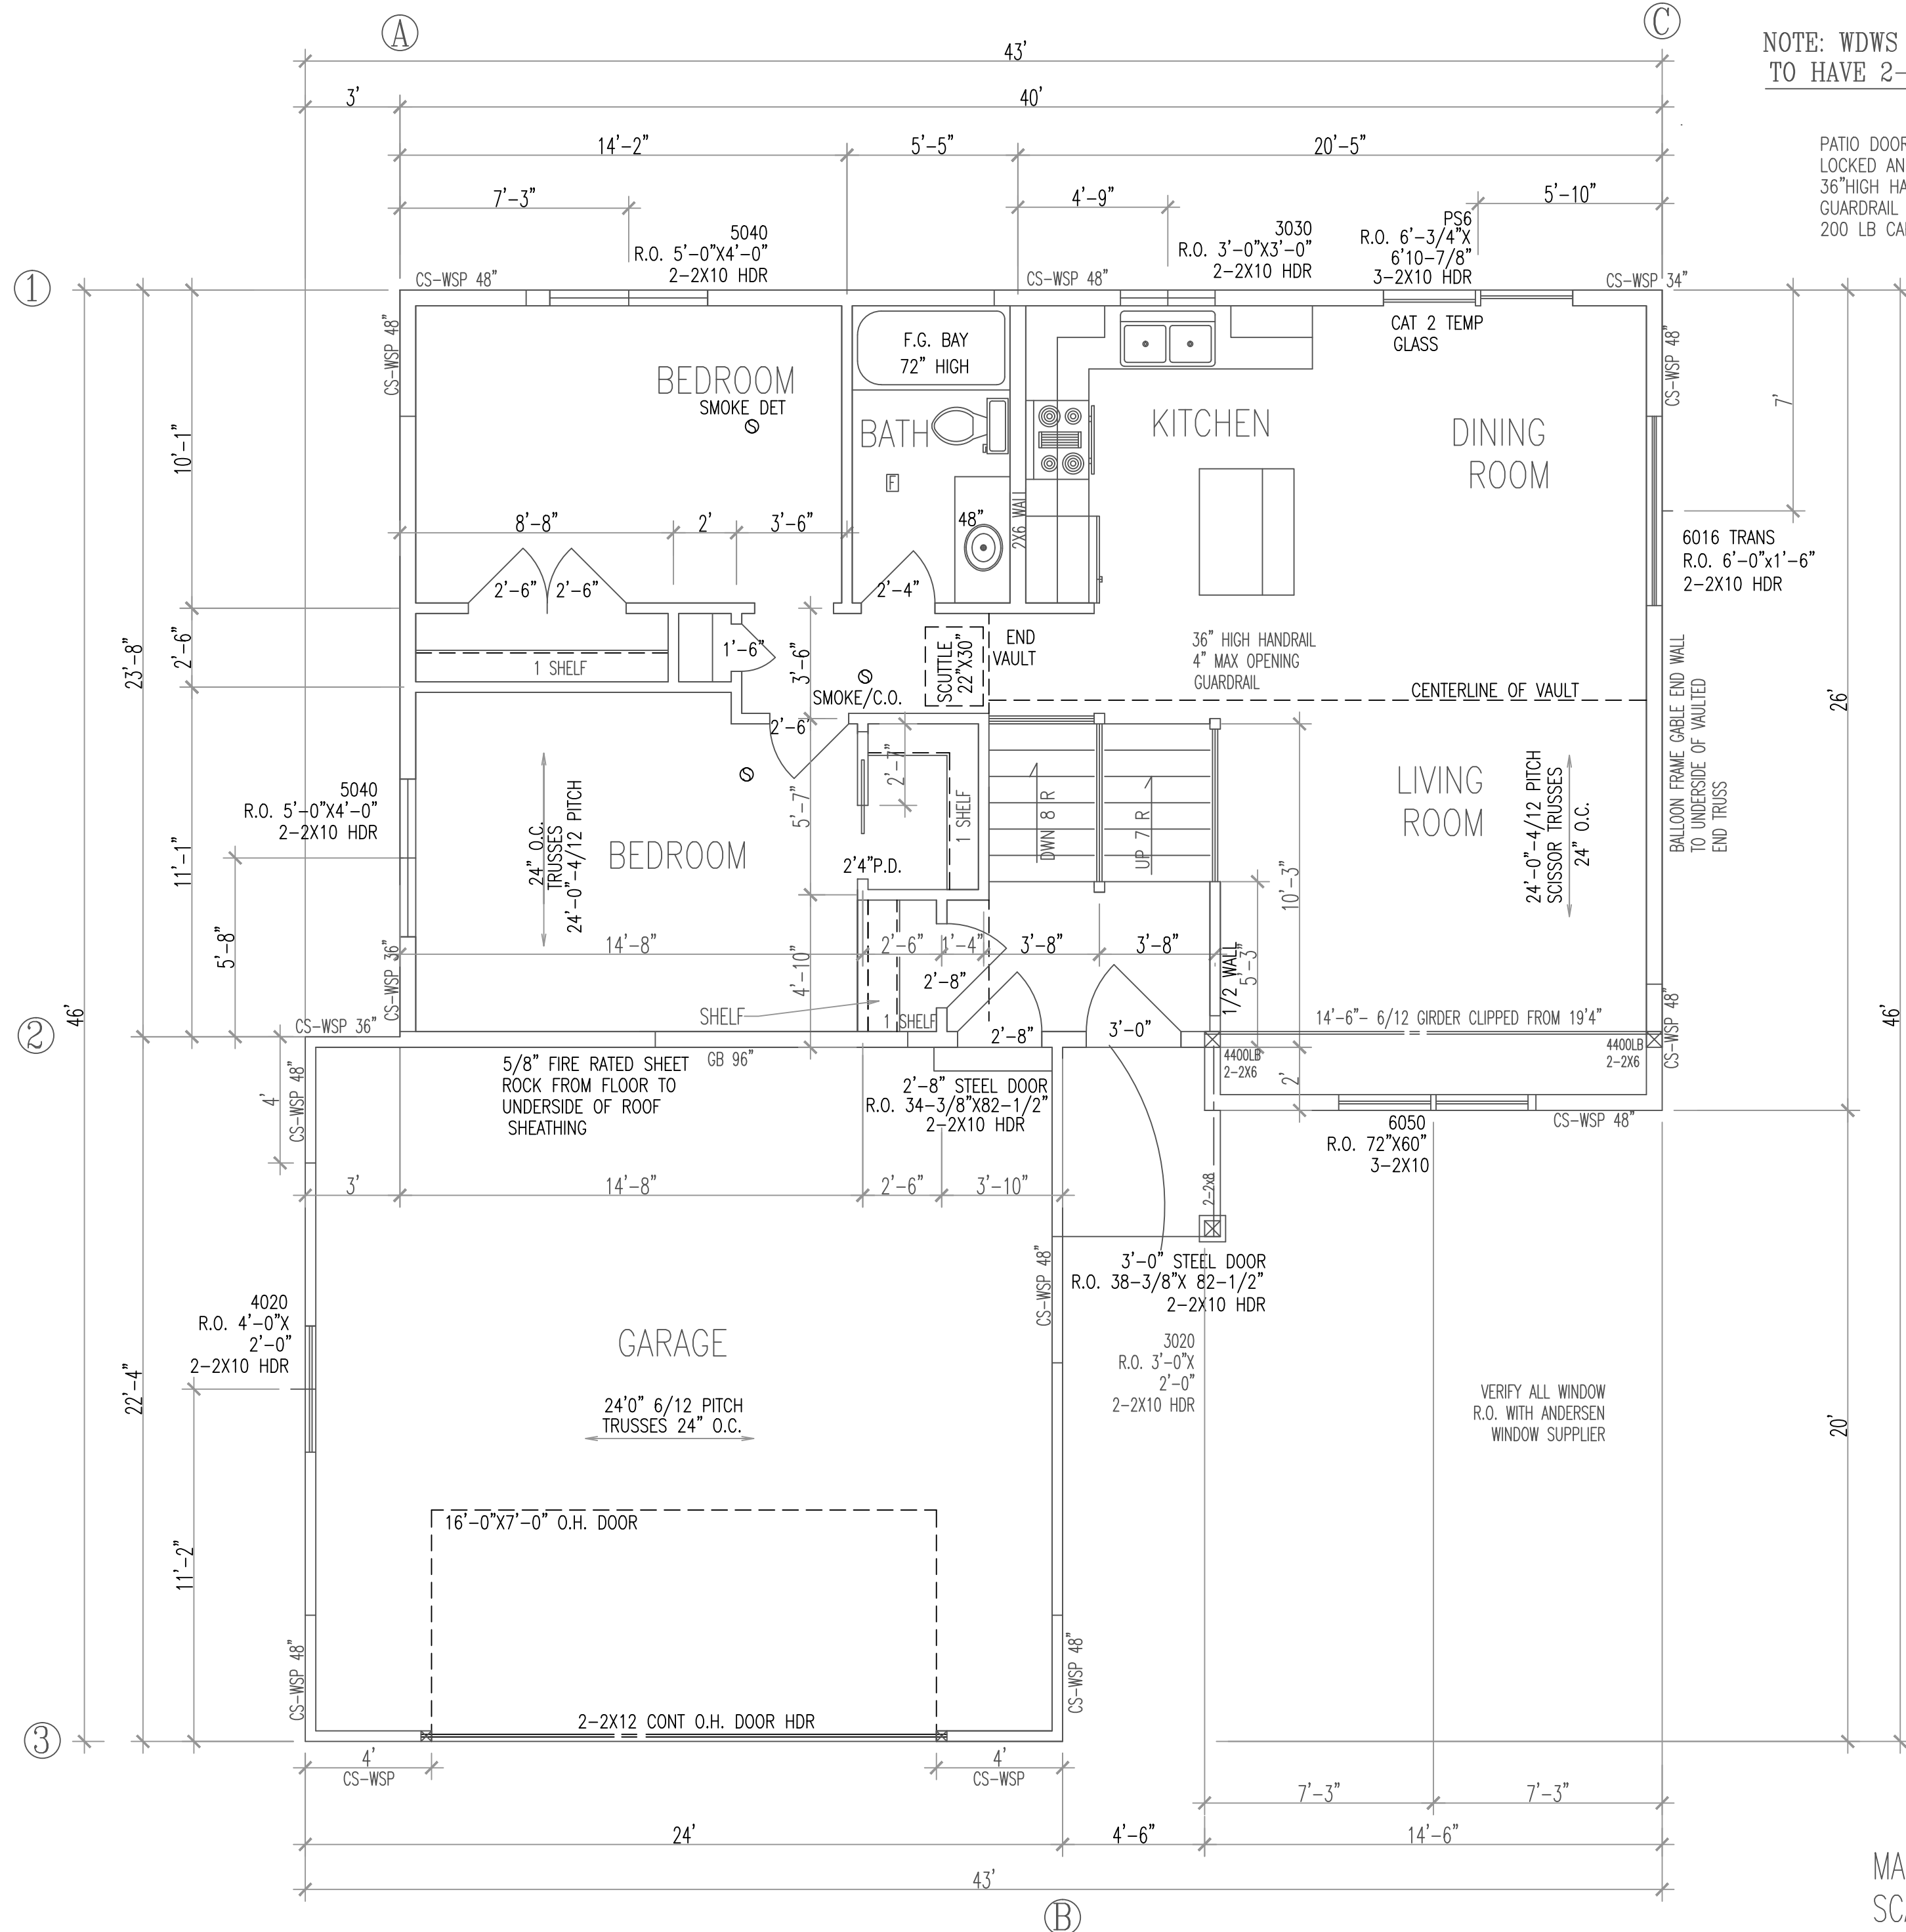 A
C
43'
NOTE: WDWS
TO HAVE 2-
3'
40'
14'-2"
5'-5"
20'-5"
PATIO DOOR
LOCKED AN
36"HIGH HA
GUARDRAIL
200 LB CA
7'-3"
4'-9"
5'-10"
5040
R.O. 5'-0"X4'-0"
2-2X10 HDR
3030
R.O. 3'-0"X3'-0"
2-2X10 HDR
PS6
R.O. 6'-3/4"X
6'10-7/8"
3-2X10 HDR
CS-WSP 48"
CS-WSP 48"
CS-WSP 34"
1
CS-WSP 48"
F.G. BAY
72" HIGH
CAT 2 TEMP
GLASS
CS-WSP 48"
BEDROOM
SMOKE DET
BATH
KITCHEN
DINING
ROOM
7'
10'-1"
F
48"
2X6 WALL
8'-8"
2'
3'-6"
6016 TRANS
R.O. 6'-0"x1'-6"
2-2X10 HDR
2'-6"
2'-6"
2'-4"
23'-8"
2'-6"
1 SHELF
1'-6"
3'-6"
SMOKE/C.O.
SCUTTLE
22"X30"
END
VAULT
36" HIGH HANDRAIL
4" MAX OPENING
GUARDRAIL
CENTERLINE OF VAULT
BALLOON FRAME GABLE END WALL
TO UNDERSIDE OF VAULTED
END TRUSS
26'
2'-6
5040
R.O. 5'-0"X4'-0"
2-2X10 HDR
24" O.C.
TRUSSES
24'-0"-4/12 PITCH
BEDROOM
5'-7"
2'-7"
1 SHELF
2'4"P.D.
DWN 8 R
UP 7 R
LIVING
ROOM
24'-0"-4/12 PITCH
SCISSOR TRUSSES
24" O.C.
10'-3"
11'-1"
5'-8"
CS-WSP 36"
14'-8"
4'-10"
2'-6"
1'-4"
3'-8"
3'-8"
2'-8"
1/2 WALL
5'-3"
46'
46'
2
CS-WSP 36"
SHELF
1 SHELF
2'-8"
3'-0"
14'-6"- 6/12 GIRDER CLIPPED FROM 19'4"
CS-WSP 48"
4400LB
2-2X6
4400LB
2-2X6
2'
4'
CS-WSP 48"
5/8" FIRE RATED SHEET
ROCK FROM FLOOR TO
UNDERSIDE OF ROOF
SHEATHING
GB 96"
2'-8" STEEL DOOR
R.O. 34-3/8"X82-1/2"
2-2X10 HDR
6050
R.O. 72"X60"
3-2X10
CS-WSP 48"
3'
14'-8"
2'-6"
3'-10"
2-2x8
CS-WSP 48"
3'-0" STEEL DOOR
R.O. 38-3/8"X 82-1/2"
2-2X10 HDR
4020
R.O. 4'-0"X
2'-0"
2-2X10 HDR
GARAGE
3020
R.O. 3'-0"X
2'-0"
2-2X10 HDR
22'-4"
24'0" 6/12 PITCH
TRUSSES 24" O.C.
VERIFY ALL WINDOW
R.O. WITH ANDERSEN
WINDOW SUPPLIER
20'
16'-0"X7'-0" O.H. DOOR
11'-2"
CS-WSP 48"
CS-WSP 48"
2-2X12 CONT O.H. DOOR HDR
3
4'
CS-WSP
4'
CS-WSP
7'-3"
7'-3"
24'
4'-6"
14'-6"
43'
MA
SC
B